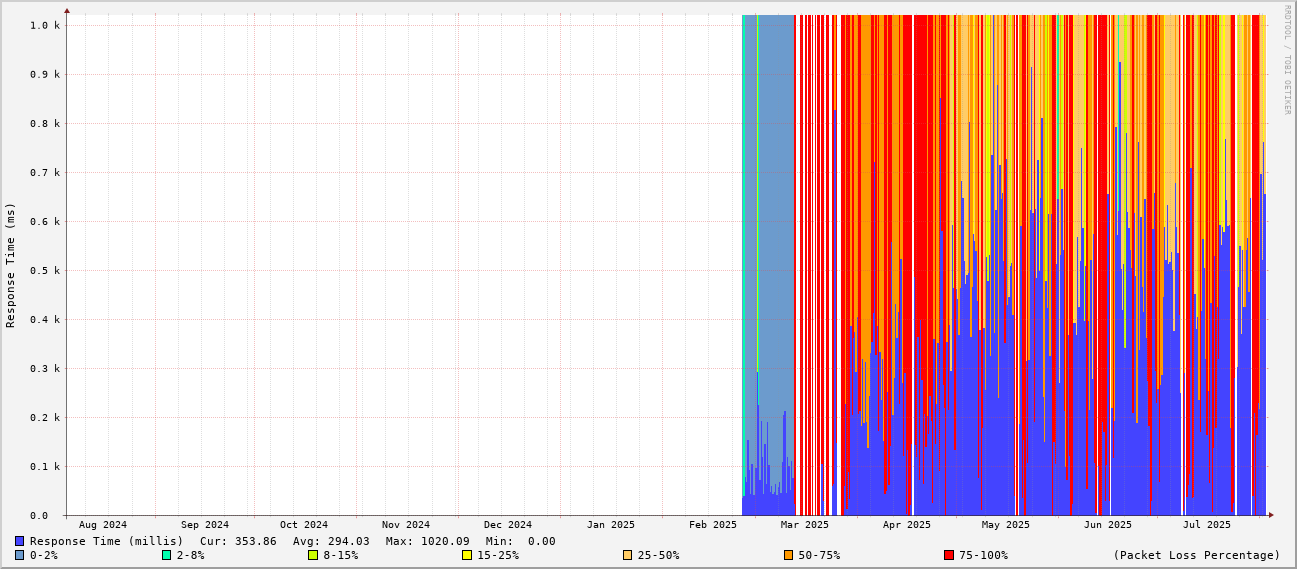 1.0 k
0.9 k
0.8 k
0.7 k
0.6 k
0.5 k
0.4 k
0.3 k
0.2 k
0.1 k
0.0
Response Time (ms)
RRDTOOL / TOBI OETIKER
Aug 2024 Sep 2024 Oct 2024 Nov 2024 Dec 2024 Jan 2025 Feb 2025 Mar 2025 Apr 2025 May 2025 Jun 2025 Jul 2025
Response Time (millis) Cur: 353.86 Avg: 294.03 Max: 1020.09 Min: 0.00
0-2% 2-8% 8-15% 15-25% 25-50% 50-75% 75-100% (Packet Loss Percentage)